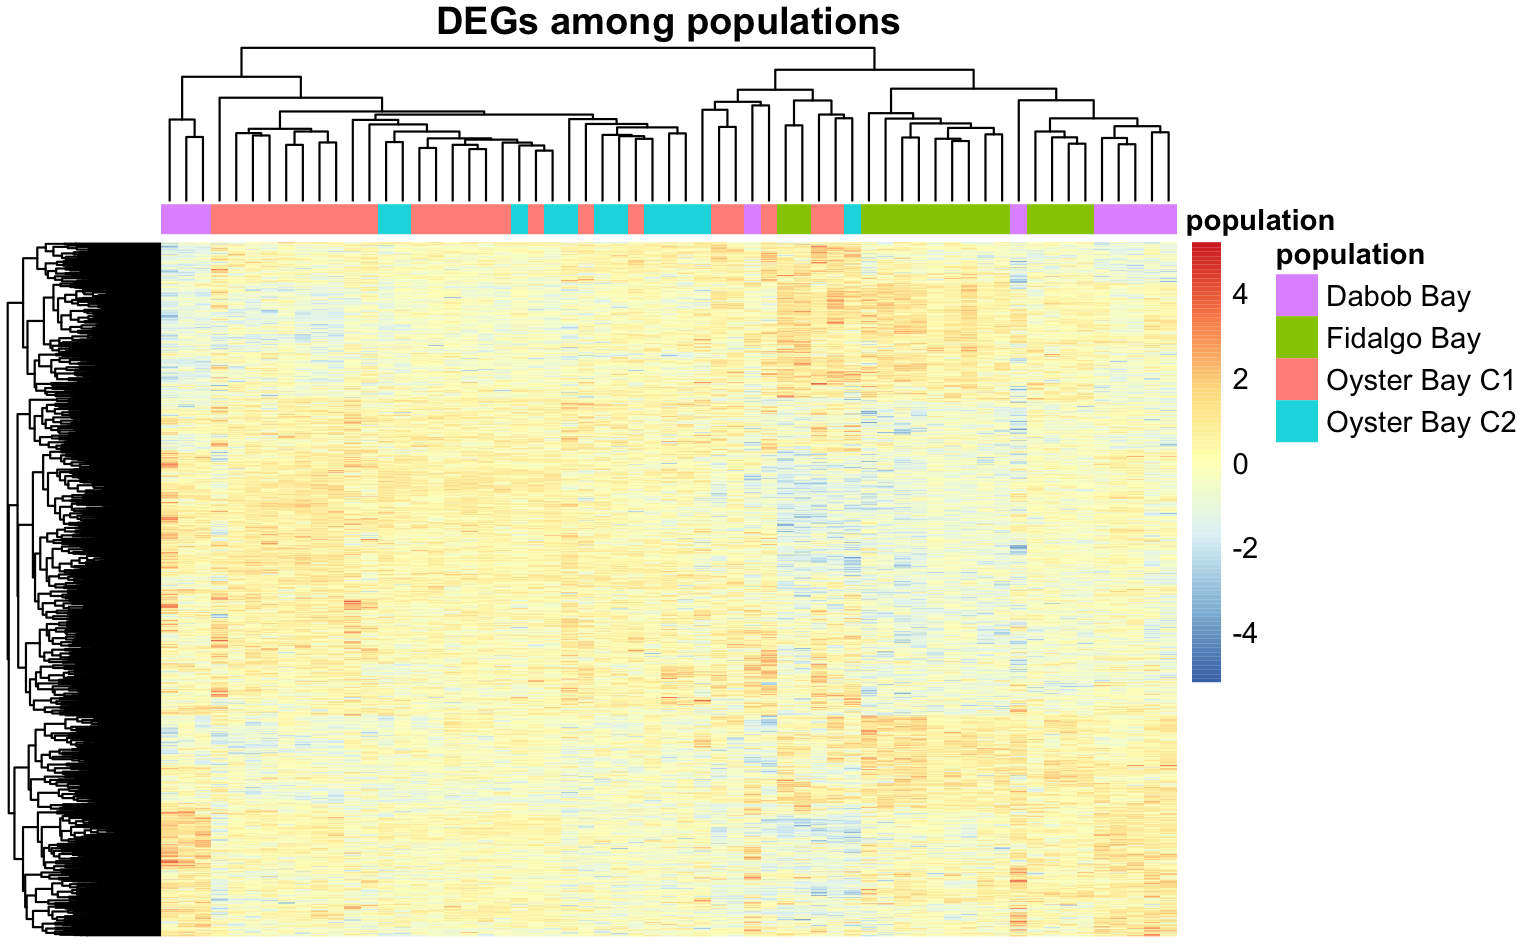 DEGs among populations
population
population
4
2
0
-2
-4
Dabob Bay
Fidalgo Bay
Oyster Bay C1
Oyster Bay C2